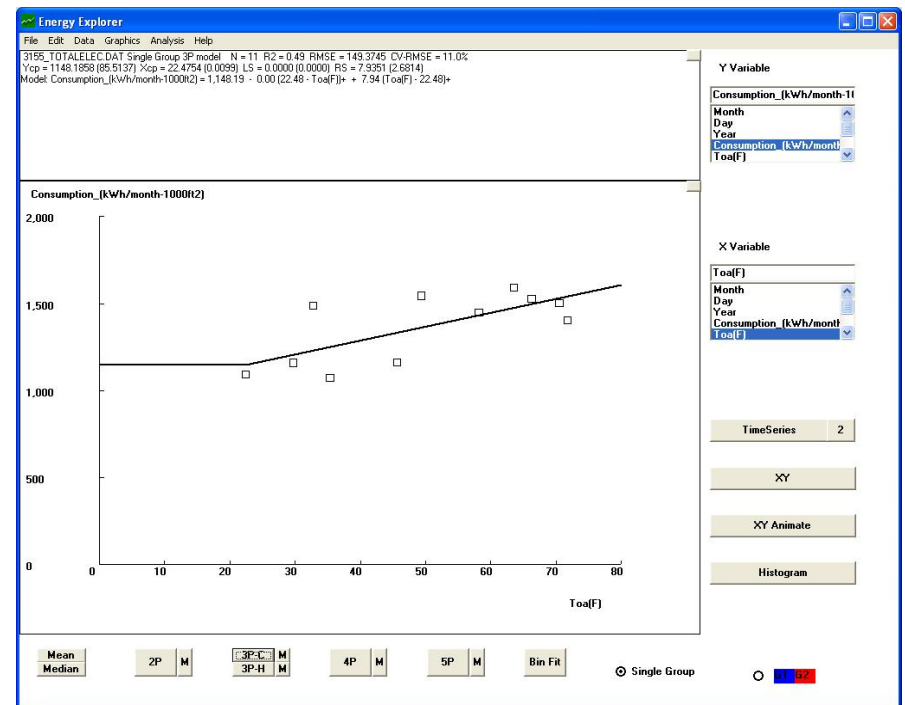 Energy Explorer
File Edit Data Graphics Analysis Help
3155_TOTALELEC.DAT Single Group 3P model N = 11 R2 = 0.49 RMSE = 149.3745 CV-RMSE = 11.0%
Ycp = 1148.1858 (85.5137) Xcp = 22.4754 (0.0099) LS = 0.0000 (0.0000) RS = 7.9351 (2.6814)
Model: Consumption_(kWh/month-1000ft2) = 1,148.19 - 0.00 (22.48 - Toa(F))+ + 7.94 (Toa(F) - 22.48)+
Y Variable
Consumption_(kWh/month-1(
Month
Day
Year
Consumption_(kWh/month
Toa(F)
Consumption_(kWh/month-1000ft2)
2,000
1,500
1,000
500
0
0 10 20 30 40 50 60 70 80
Toa(F)
X Variable
Toa(F)
Month
Day
Year
Consumption_(kWh/month
Toa(F)
TimeSeries 2
XY
XY Animate
Histogram
Mean
Median
2P M
3P-C M
3P-H M
4P M
5P M
Bin Fit
Single Group
G1 G2